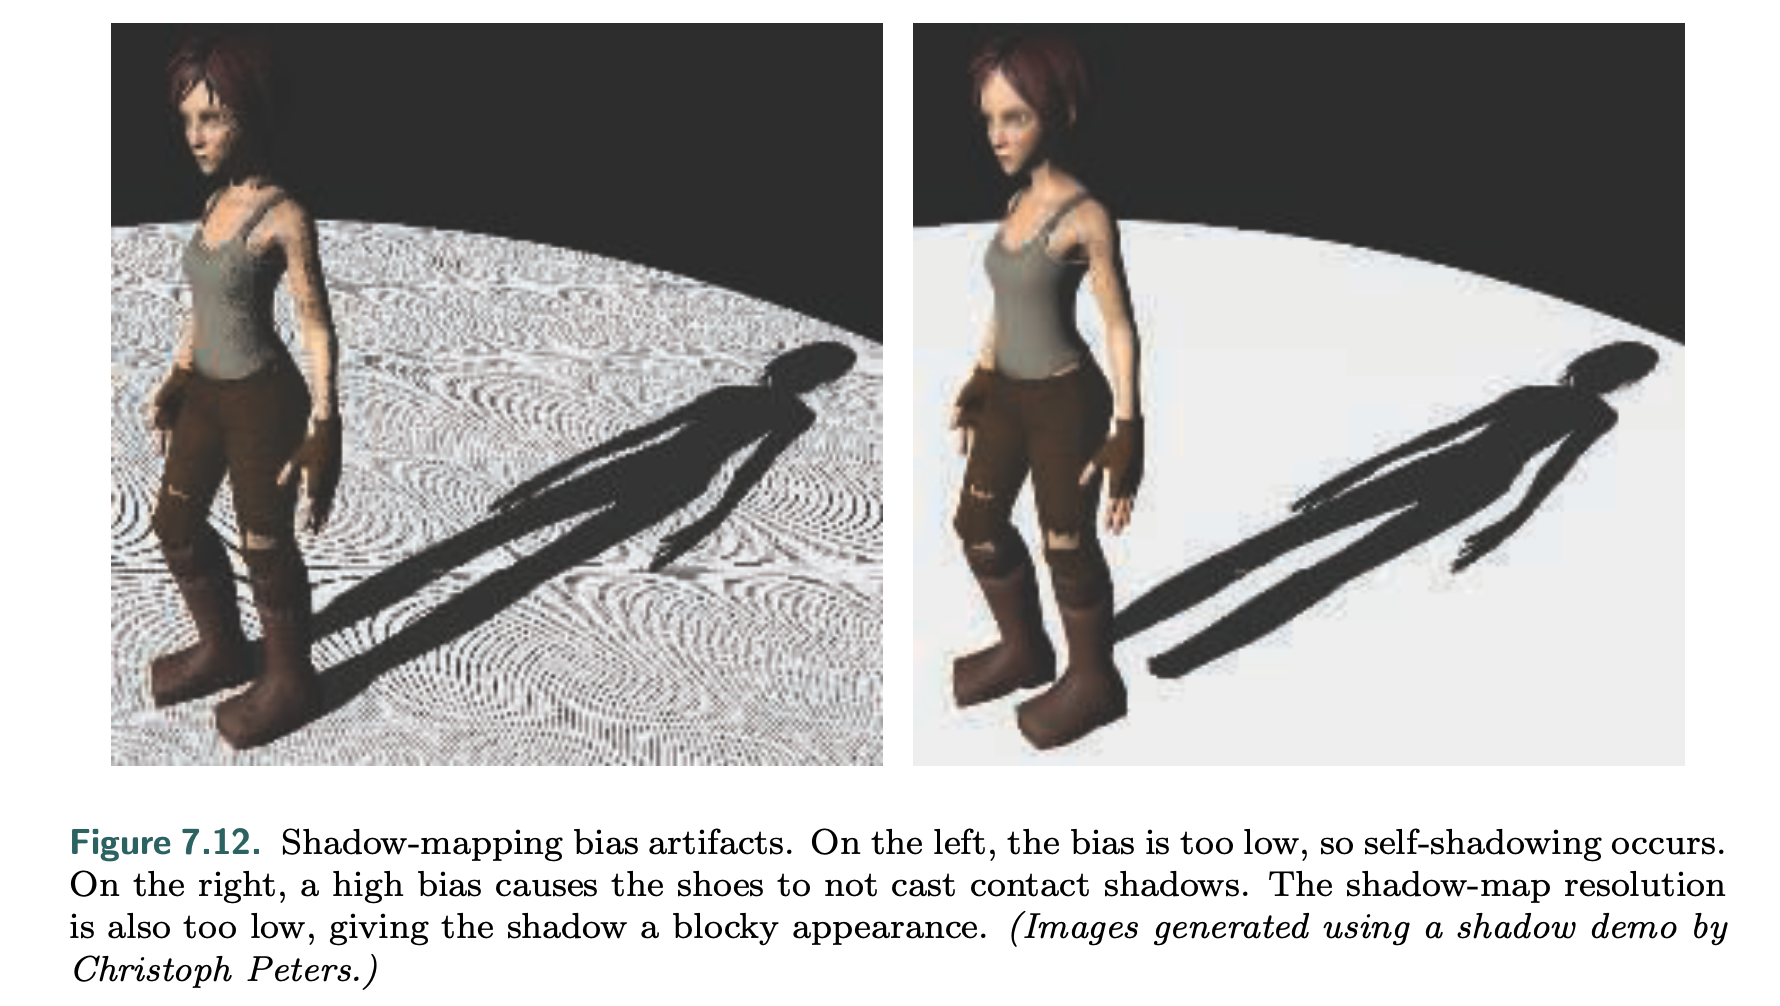 Figure 7.12. Shadow-mapping bias artifacts. On the left, the bias is too low, so self-shadowing occurs.
On the right, a high bias causes the shoes to not cast contact shadows. The shadow-map resolution
is also too low, giving the shadow a blocky appearance. (Images generated using a shadow demo by
Christoph Peters.)